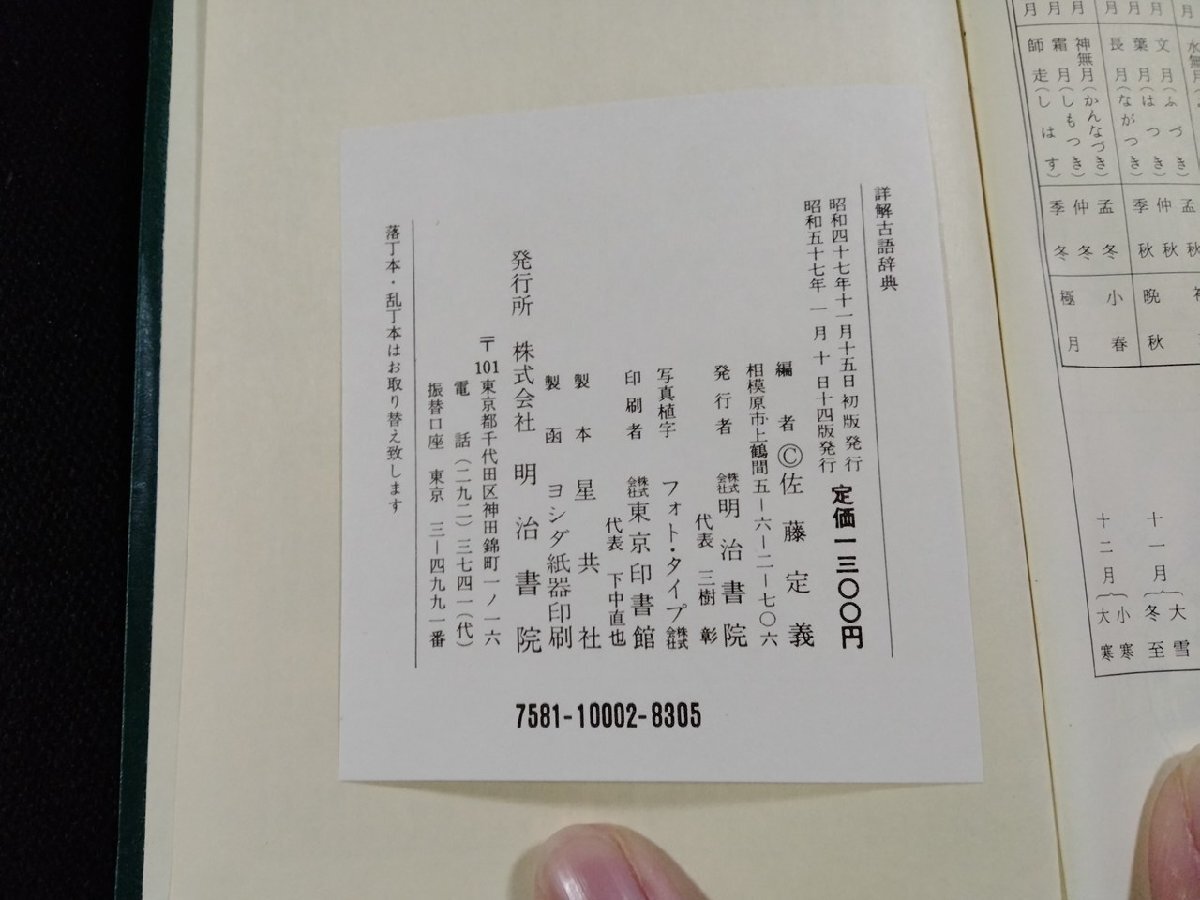 詳解古語辞典
昭和四十七年十一月十五日初版発行
昭和五十七年一月十日十四版発行
定価一三〇〇円
編者©佐藤定義
相模原市上鶴間五ー六ー二ー七〇六
発行者 株式会社 明治書院
代表 三樹彰
写真植字 フォト・タイプ株式会社
印刷者 株式会社 東京印書館
代表 下中直也
製本 星共社
製函 ヨシダ紙器印刷
発行所 株式会社 明治書院
〒101東京都千代田区神田錦町一ノ一六
電話(二九二)三七四一(代)
振替口座 東京 三ー四九九一番
落丁本・乱丁本はお取り替え致します
7581-10002-8305
月 月 月 月 月 月 月
水無月
文月(ふづき)
葉月(はつき)
長月(ながつき)
神無月(かんなづき)
霜月(しもつき)
師走(しはす)
孟秋
仲秋
季秋
孟冬
仲冬
季冬
晩秋
小春
極月
十一月 大雪 冬至
十二月 小寒 大寒